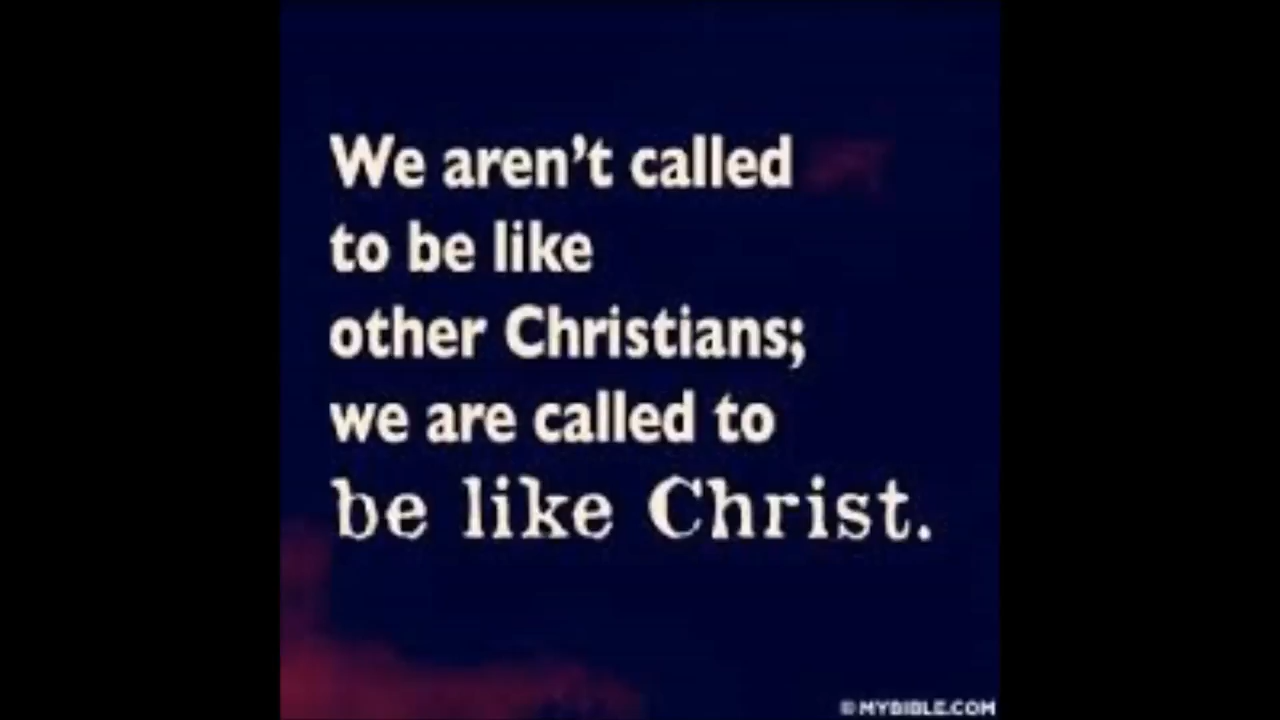 We aren't called
to be like
other Christians;
we are called to
be like Christ.
© MYBIBLE.COM